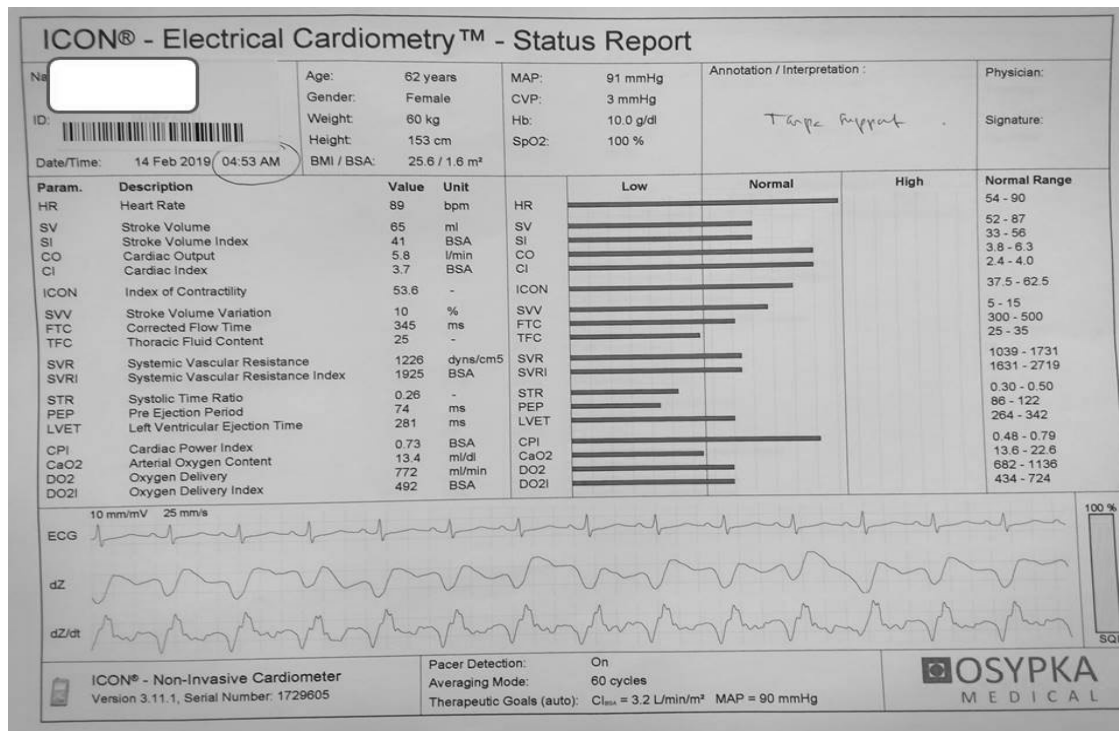 ICON® - Electrical Cardiometry™ - Status Report
Na
ID:
Date/Time: 14 Feb 2019 04:53 AM
Age: 62 years
Gender: Female
Weight: 60 kg
Height: 153 cm
BMI / BSA: 25.6 / 1.6 m²
MAP: 91 mmHg
CVP: 3 mmHg
Hb: 10.0 g/dl
SpO2: 100 %
Annotation / Interpretation :
Tanpa support .
Physician:
Signature:
Param. Description Value Unit Low Normal High Normal Range
HR Heart Rate 89 bpm HR 54 - 90
SV Stroke Volume 65 ml SV 52 - 87
SI Stroke Volume Index 41 BSA SI 33 - 56
CO Cardiac Output 5.8 l/min CO 3.8 - 6.3
CI Cardiac Index 3.7 BSA CI 2.4 - 4.0
ICON Index of Contractility 53.6 - ICON 37.5 - 62.5
SVV Stroke Volume Variation 10 % SVV 5 - 15
FTC Corrected Flow Time 345 ms FTC 300 - 500
TFC Thoracic Fluid Content 25 - TFC 25 - 35
SVR Systemic Vascular Resistance 1226 dyns/cm5 SVR 1039 - 1731
SVRI Systemic Vascular Resistance Index 1925 BSA SVRI 1631 - 2719
STR Systolic Time Ratio 0.26 - STR 0.30 - 0.50
PEP Pre Ejection Period 74 ms PEP 86 - 122
LVET Left Ventricular Ejection Time 281 ms LVET 264 - 342
CPI Cardiac Power Index 0.73 BSA CPI 0.48 - 0.79
CaO2 Arterial Oxygen Content 13.4 ml/dl CaO2 13.6 - 22.6
DO2 Oxygen Delivery 772 ml/min DO2 682 - 1136
DO2I Oxygen Delivery Index 492 BSA DO2I 434 - 724
10 mm/mV 25 mm/s
100 %
ECG
dZ
dZ/dt
SQI
ICON® - Non-Invasive Cardiometer
Version 3.11.1, Serial Number: 1729605
Pacer Detection: On
Averaging Mode: 60 cycles
Therapeutic Goals (auto): CI = 3.2 L/min/m² MAP = 90 mmHg
OSYPKA
MEDICAL